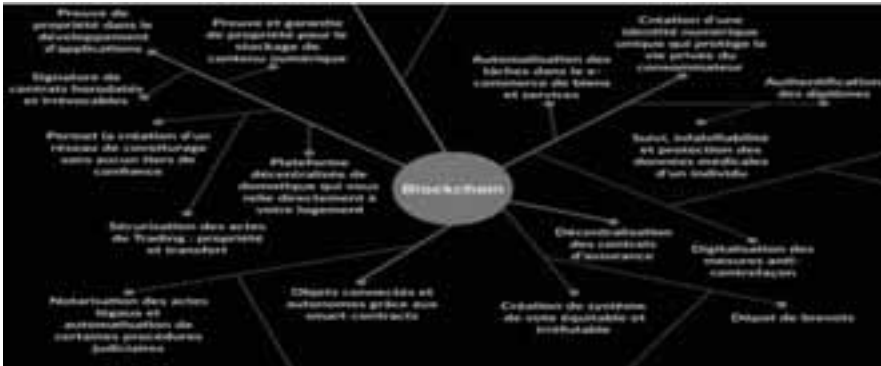 Preuve de
propriété dans le
développement
d'applications
Preuve et garantie
de propriété pour le
stockage de
contenu numérique
Signature de
contrats horodatés
et irrévocables
Permet la création d'un
réseau de covoiturage
sans aucun tiers de
confiance
Plateforme
décentralisée de
domotique qui vous
relie directement à
votre logement
Sécurisation des actes
de Trading : propriété
et transfert
Notarisation des actes
légaux et
automatisation de
certaines procédures
judiciaires
Objets connectés et
autonomes grâce aux
smart-contracts
Blockchain
Automatisation des
tâches dans le e-
commerce de biens
et services
Création d'une
identité numérique
unique qui protège la
vie privée du
consommateur
Authentification
des diplômes
Suivi, infalsifiabilité
et protection des
données médicales
d'un individu
Décentralisation
des contrats
d'assurance
Digitalisation des
mesures anti-
contrefaçon
Création de système
de vote équitable et
irréfutable
Dépot de brevets